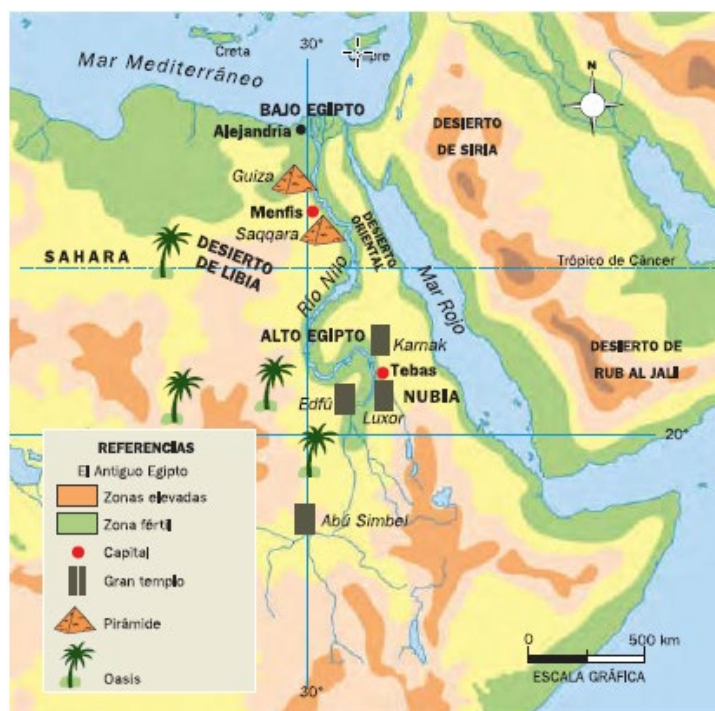 Creta
30°
Chipre
Mar Mediterráneo
N
BAJO EGIPTO
Alejandría
DESIERTO
DE SIRIA
Guiza
Menfis
Saqqara
DESIERTO
ORIENTAL
SAHARA
DESIERTO
DE LIBIA
Río Nilo
Mar Rojo
Trópico de Cáncer
ALTO EGIPTO
Karnak
DESIERTO DE
RUB AL JALI
Tebas
Edfú
NUBIA
Luxor
20°
REFERENCIAS
El Antiguo Egipto
Zonas elevadas
Zona fértil
Capital
Gran templo
Pirámide
Oasis
Abú Simbel
0 500 km
ESCALA GRÁFICA
30°